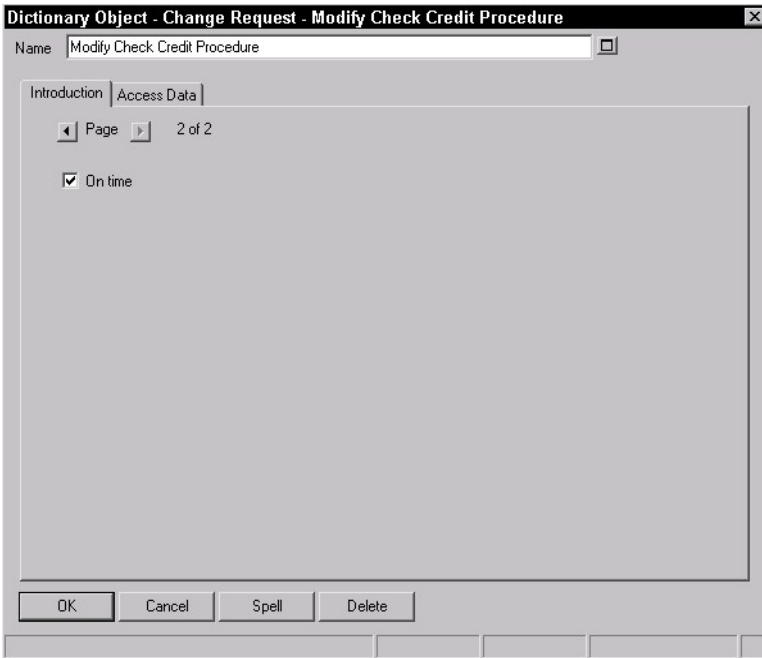 Dictionary Object - Change Request - Modify Check Credit Procedure
Name Modify Check Credit Procedure
Introduction Access Data
Page 2 of 2
On time
OK Cancel Spell Delete